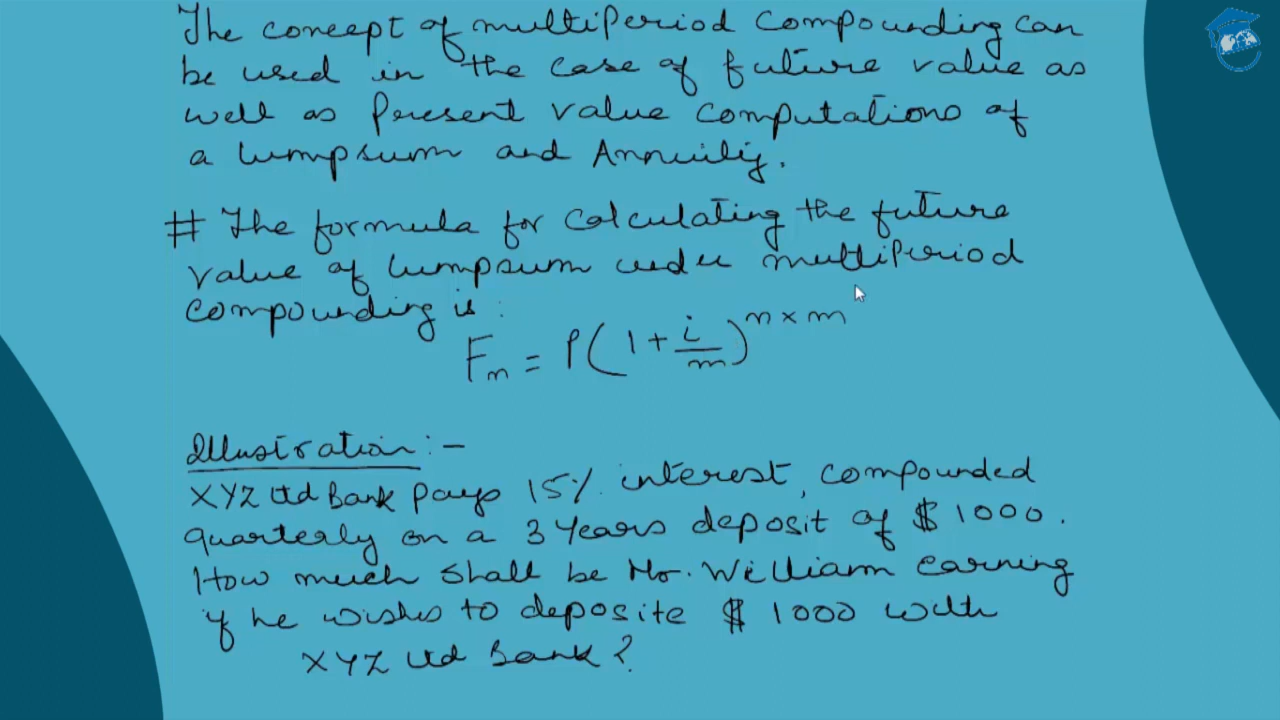 The concept of multiperiod compounding can
be used in the case of future value as
well as Present value computations of
a lumpsum and Annuity.
# The formula for calculating the future
value of lumpsum under multiperiod
compounding is :
Fm = P(1 + i/m)^n×m
Illustration :-
XYZ Ltd Bank pays 15% interest, compounded
quarterly on a 3 years deposit of $ 1000.
How much shall be Mr. William earning
if he wishes to deposite $ 1000 with
XYZ Ltd Bank?